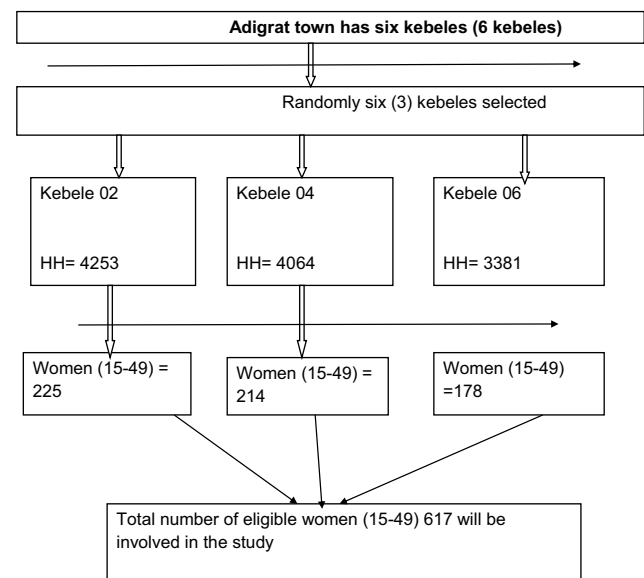 Adigrat town has six kebeles (6 kebeles)
Randomly six (3) kebeles selected
Kebele 02
HH= 4253
Kebele 04
HH= 4064
Kebele 06
HH= 3381
Women (15-49) =
225
Women (15-49) =
214
Women (15-49)
=178
Total number of eligible women (15-49) 617 will be
involved in the study